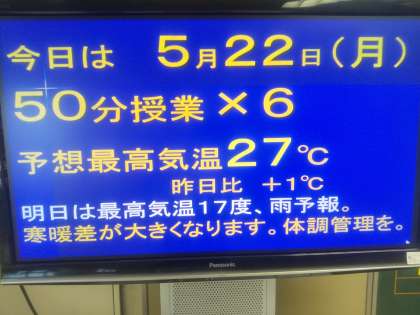 今日は 5月22日(月)
50分授業×6
予想最高気温27℃
昨日比 +1℃
明日は最高気温17度、雨予報。
寒暖差が大きくなります。体調管理を。
Panasonic